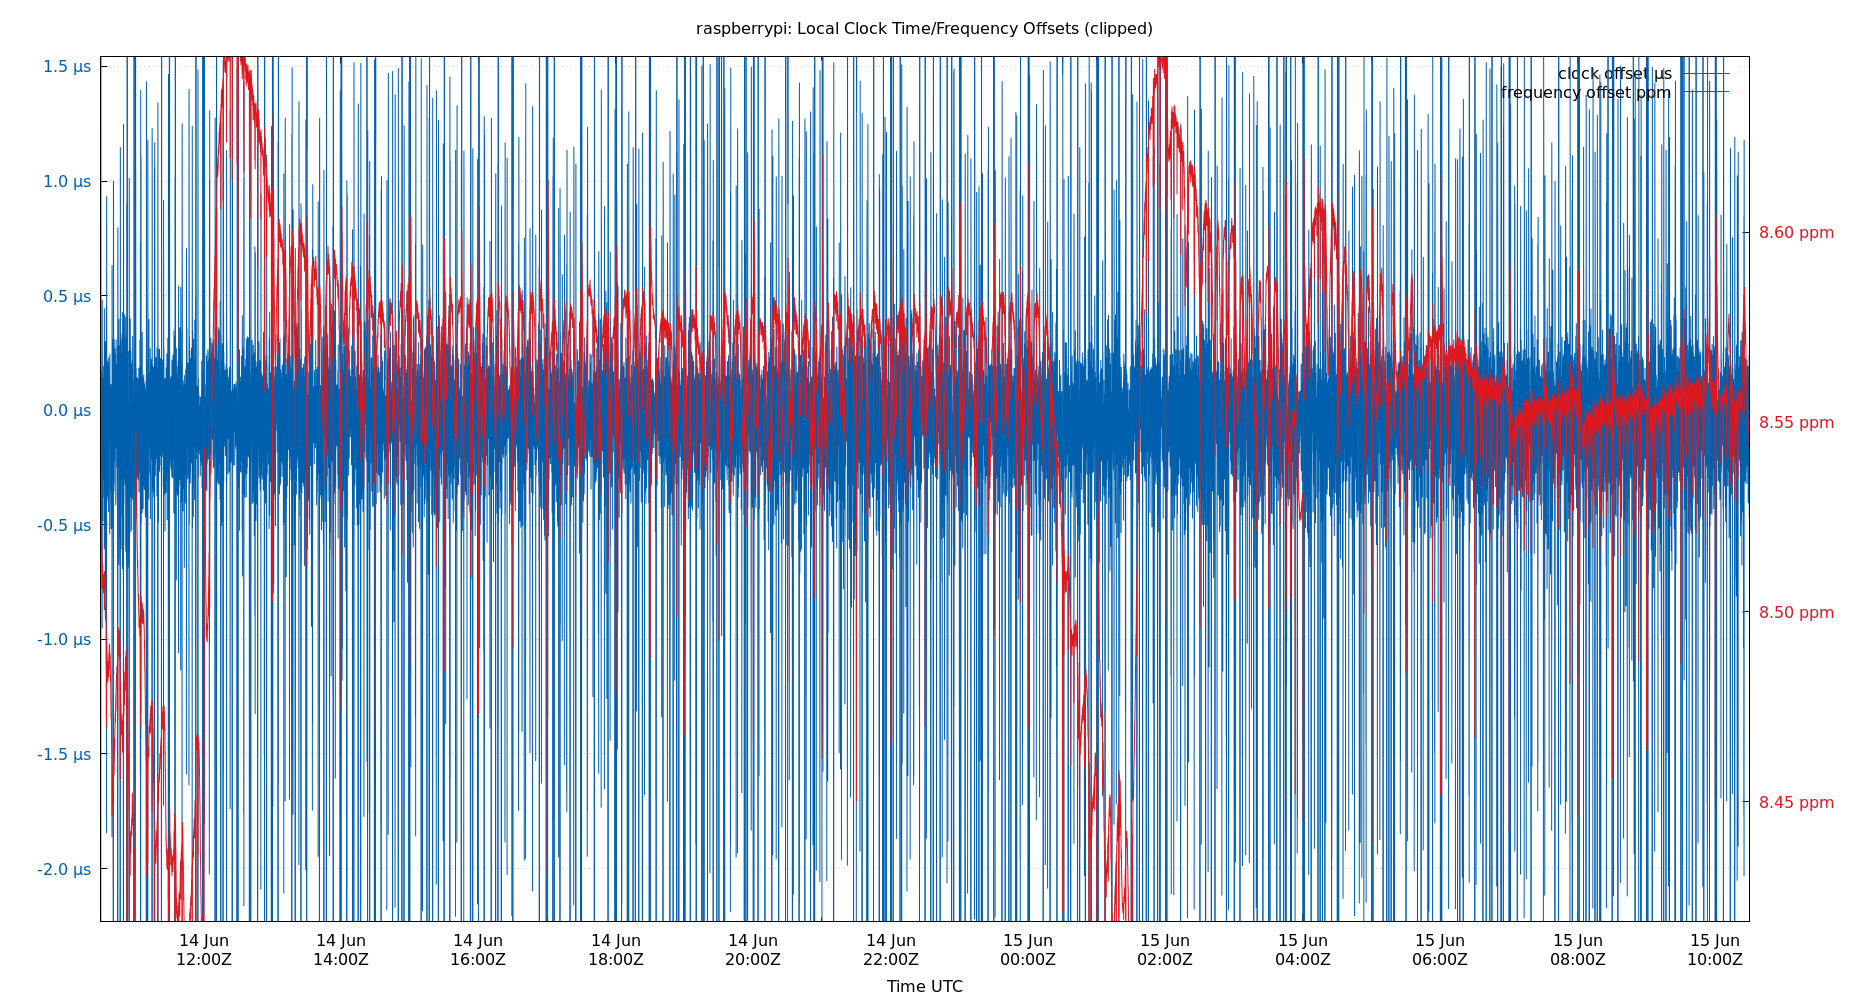 raspberrypi: Local Clock Time/Frequency Offsets (clipped)
clock offset µs
frequency offset ppm
1.5 µs
1.0 µs
0.5 µs
0.0 µs
-0.5 µs
-1.0 µs
-1.5 µs
-2.0 µs
8.60 ppm
8.55 ppm
8.50 ppm
8.45 ppm
14 Jun 14 Jun 14 Jun 14 Jun 14 Jun 14 Jun 15 Jun 15 Jun 15 Jun 15 Jun 15 Jun 15 Jun
12:00Z 14:00Z 16:00Z 18:00Z 20:00Z 22:00Z 00:00Z 02:00Z 04:00Z 06:00Z 08:00Z 10:00Z
Time UTC